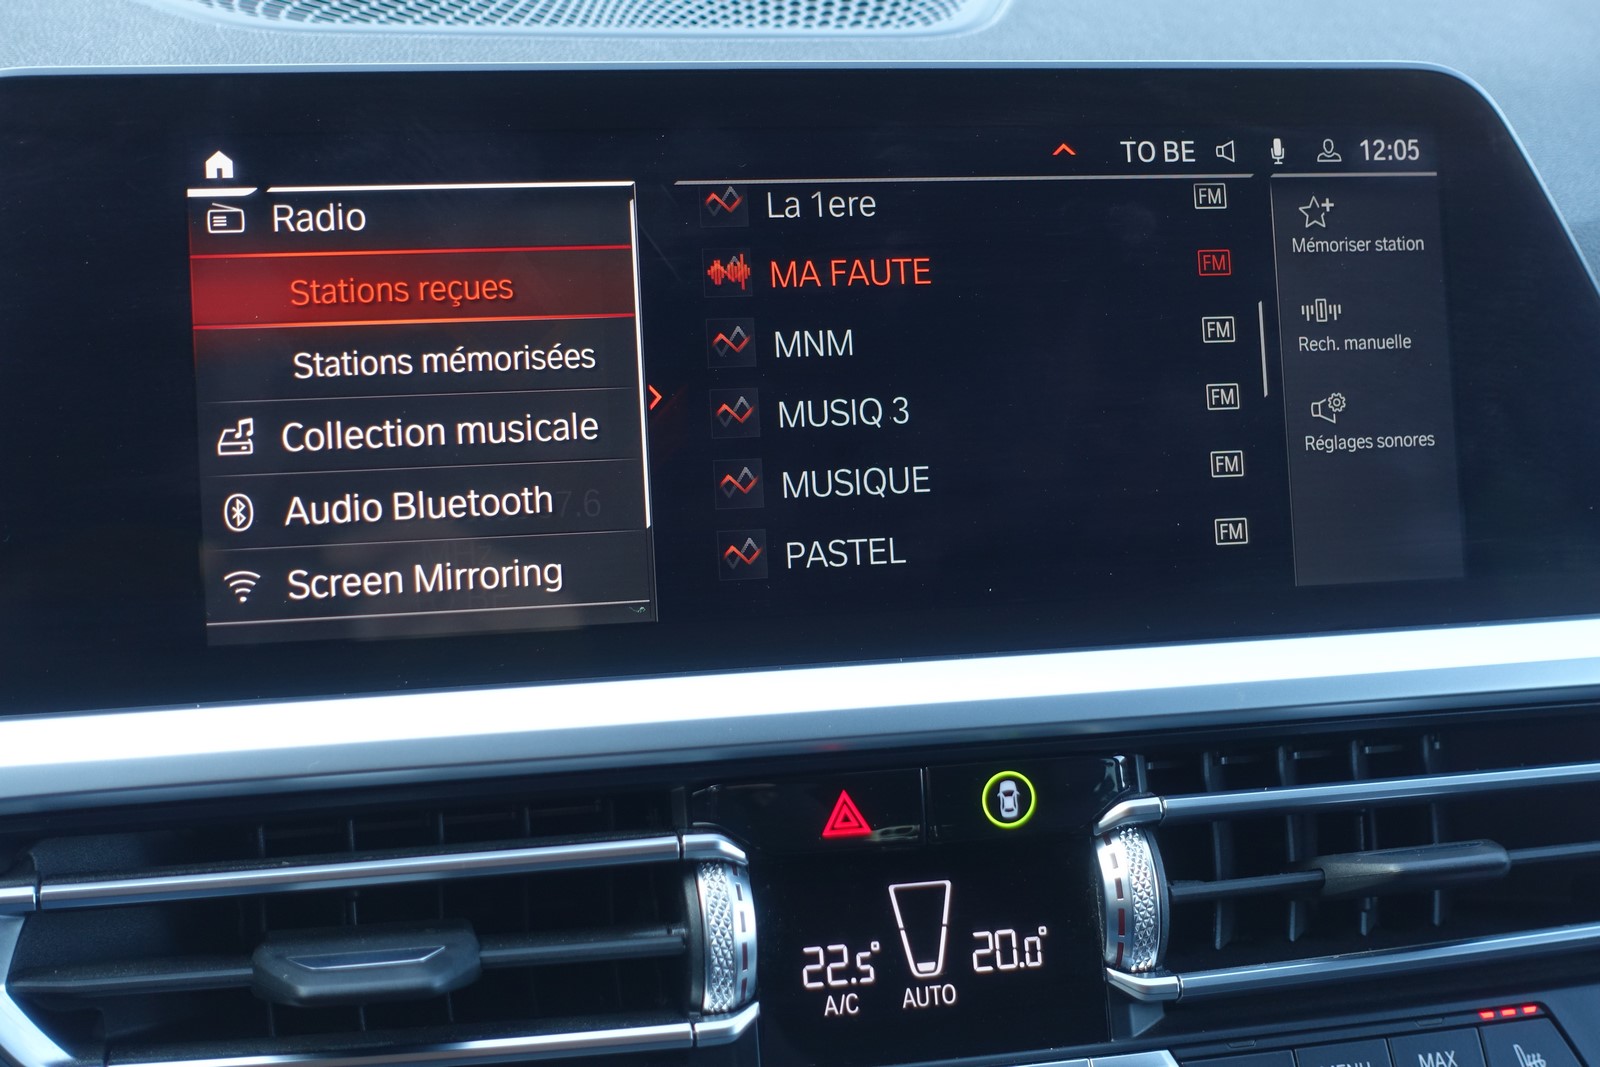 TO BE 12:05
Radio
Stations reçues
Stations mémorisées
Collection musicale
Audio Bluetooth
Screen Mirroring
La 1ere FM
MA FAUTE FM
MNM FM
MUSIQ 3 FM
MUSIQUE FM
PASTEL FM
Mémoriser station
Rech. manuelle
Réglages sonores
22.5° 20.0°
A/C AUTO
MENU MAX